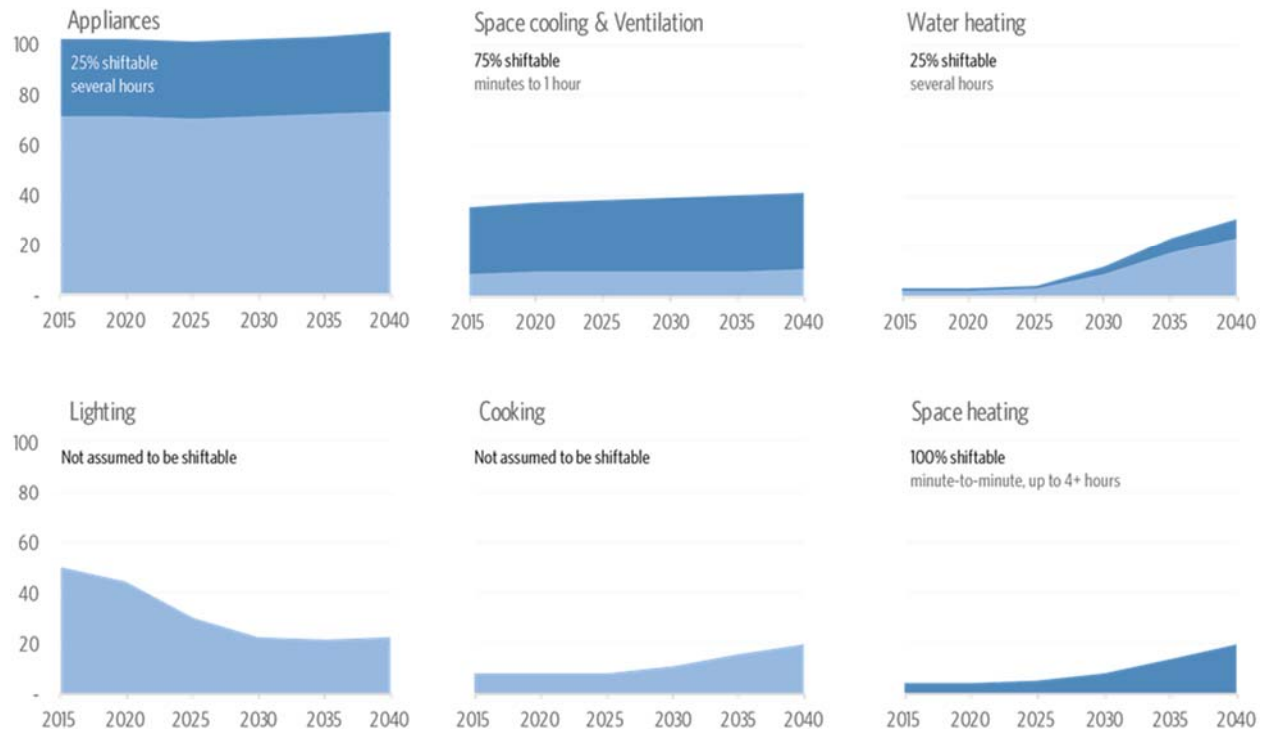 Appliances
25% shiftable
several hours
100
80
60
40
20
-
2015 2020 2025 2030 2035 2040
Space cooling & Ventilation
75% shiftable
minutes to 1 hour
2015 2020 2025 2030 2035 2040
Water heating
25% shiftable
several hours
2015 2020 2025 2030 2035 2040
Lighting
Not assumed to be shiftable
100
80
60
40
20
-
2015 2020 2025 2030 2035 2040
Cooking
Not assumed to be shiftable
2015 2020 2025 2030 2035 2040
Space heating
100% shiftable
minute-to-minute, up to 4+ hours
2015 2020 2025 2030 2035 2040